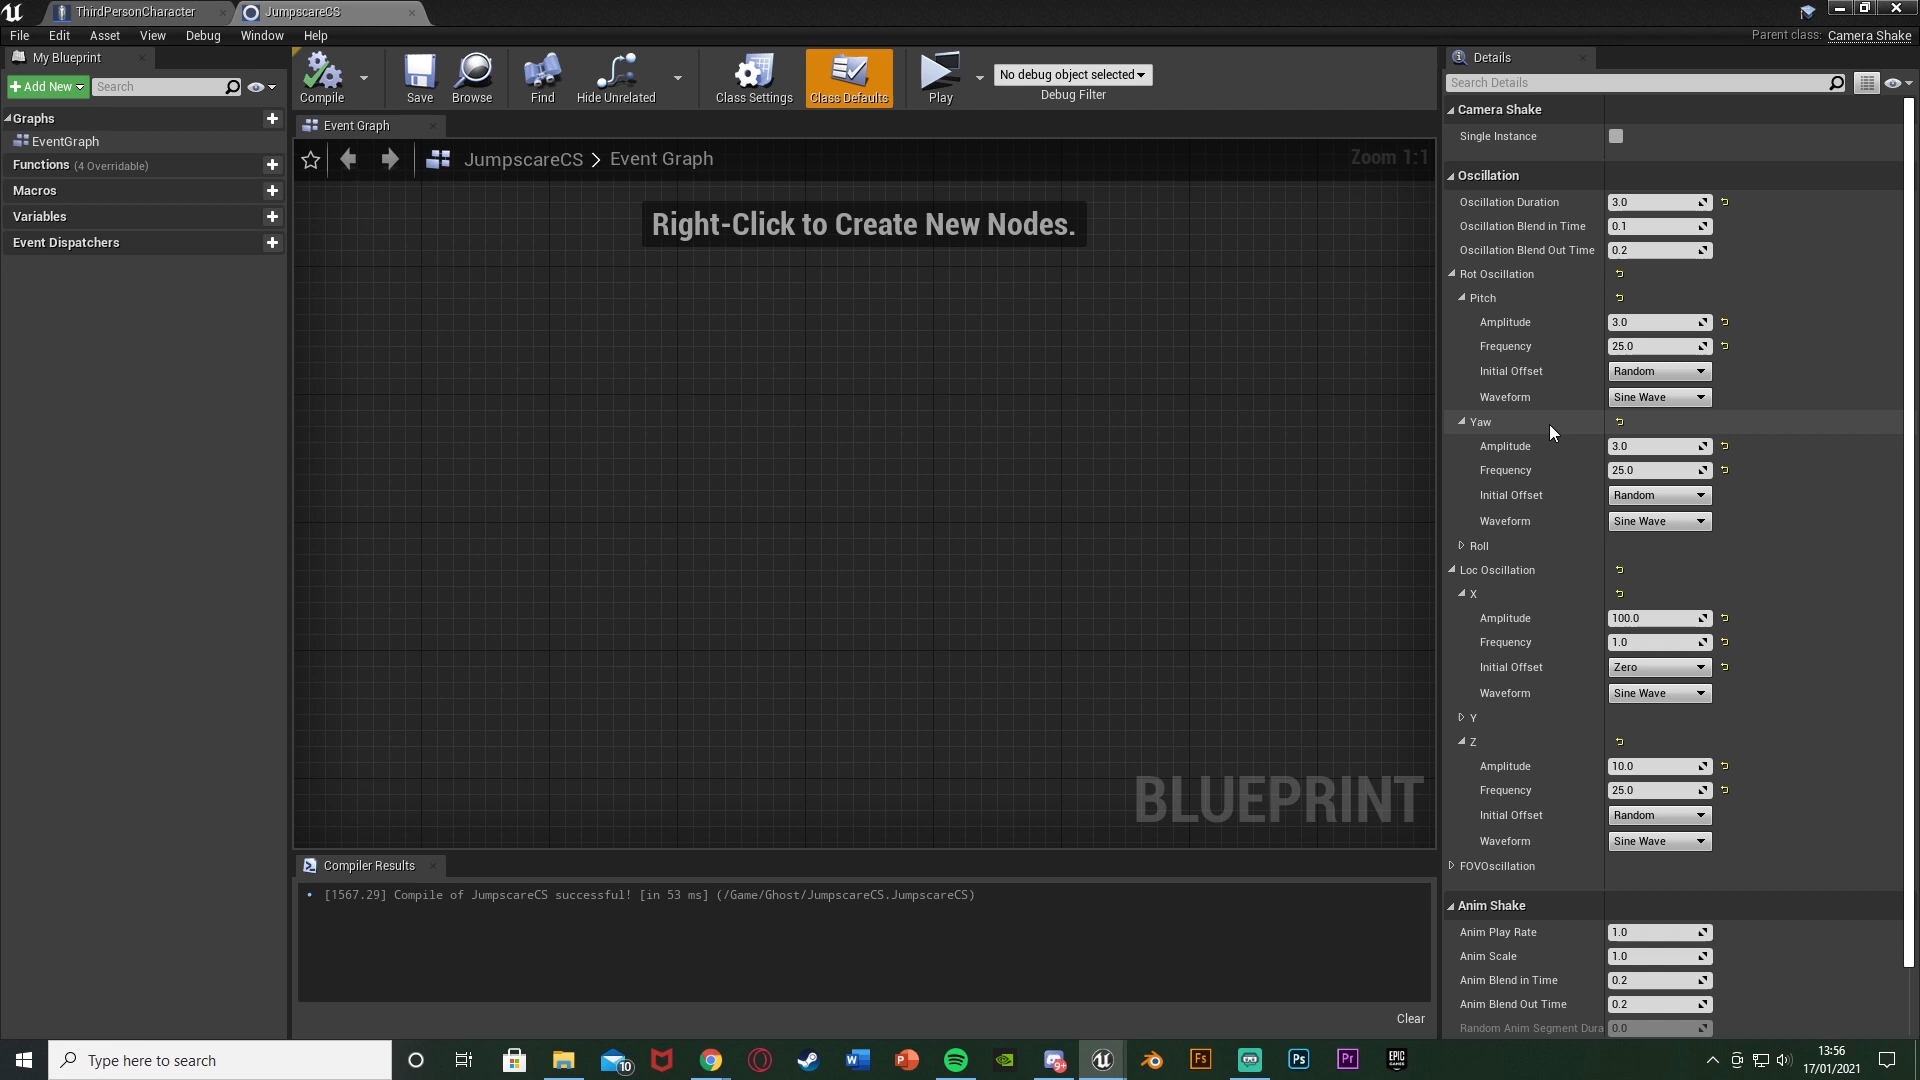 ThirdPersonCharacter
JumpscareCS
File Edit Asset View Debug Window Help
Parent class: Camera Shake
My Blueprint
Add New
Search
Graphs
EventGraph
Functions (4 Overridable)
Macros
Variables
Event Dispatchers
Compile
Save
Browse
Find
Hide Unrelated
Class Settings
Class Defaults
Play
No debug object selected
Debug Filter
Event Graph
JumpscareCS > Event Graph
Zoom 1:1
Right-Click to Create New Nodes.
BLUEPRINT
Compiler Results
• [1567.29] Compile of JumpscareCS successful! [in 53 ms] (/Game/Ghost/JumpscareCS.JumpscareCS)
Clear
Details
Search Details
Camera Shake
Single Instance
Oscillation
Oscillation Duration 3.0
Oscillation Blend in Time 0.1
Oscillation Blend Out Time 0.2
Rot Oscillation
Pitch
Amplitude 3.0
Frequency 25.0
Initial Offset Random
Waveform Sine Wave
Yaw
Amplitude 3.0
Frequency 25.0
Initial Offset Random
Waveform Sine Wave
Roll
Loc Oscillation
X
Amplitude 100.0
Frequency 1.0
Initial Offset Zero
Waveform Sine Wave
Y
Z
Amplitude 10.0
Frequency 25.0
Initial Offset Random
Waveform Sine Wave
FOVOscillation
Anim Shake
Anim Play Rate 1.0
Anim Scale 1.0
Anim Blend in Time 0.2
Anim Blend Out Time 0.2
Random Anim Segment Dura 0.0
Type here to search
10
9+
Fs
Ps
Pr
EPIC GAMES
13:56
17/01/2021